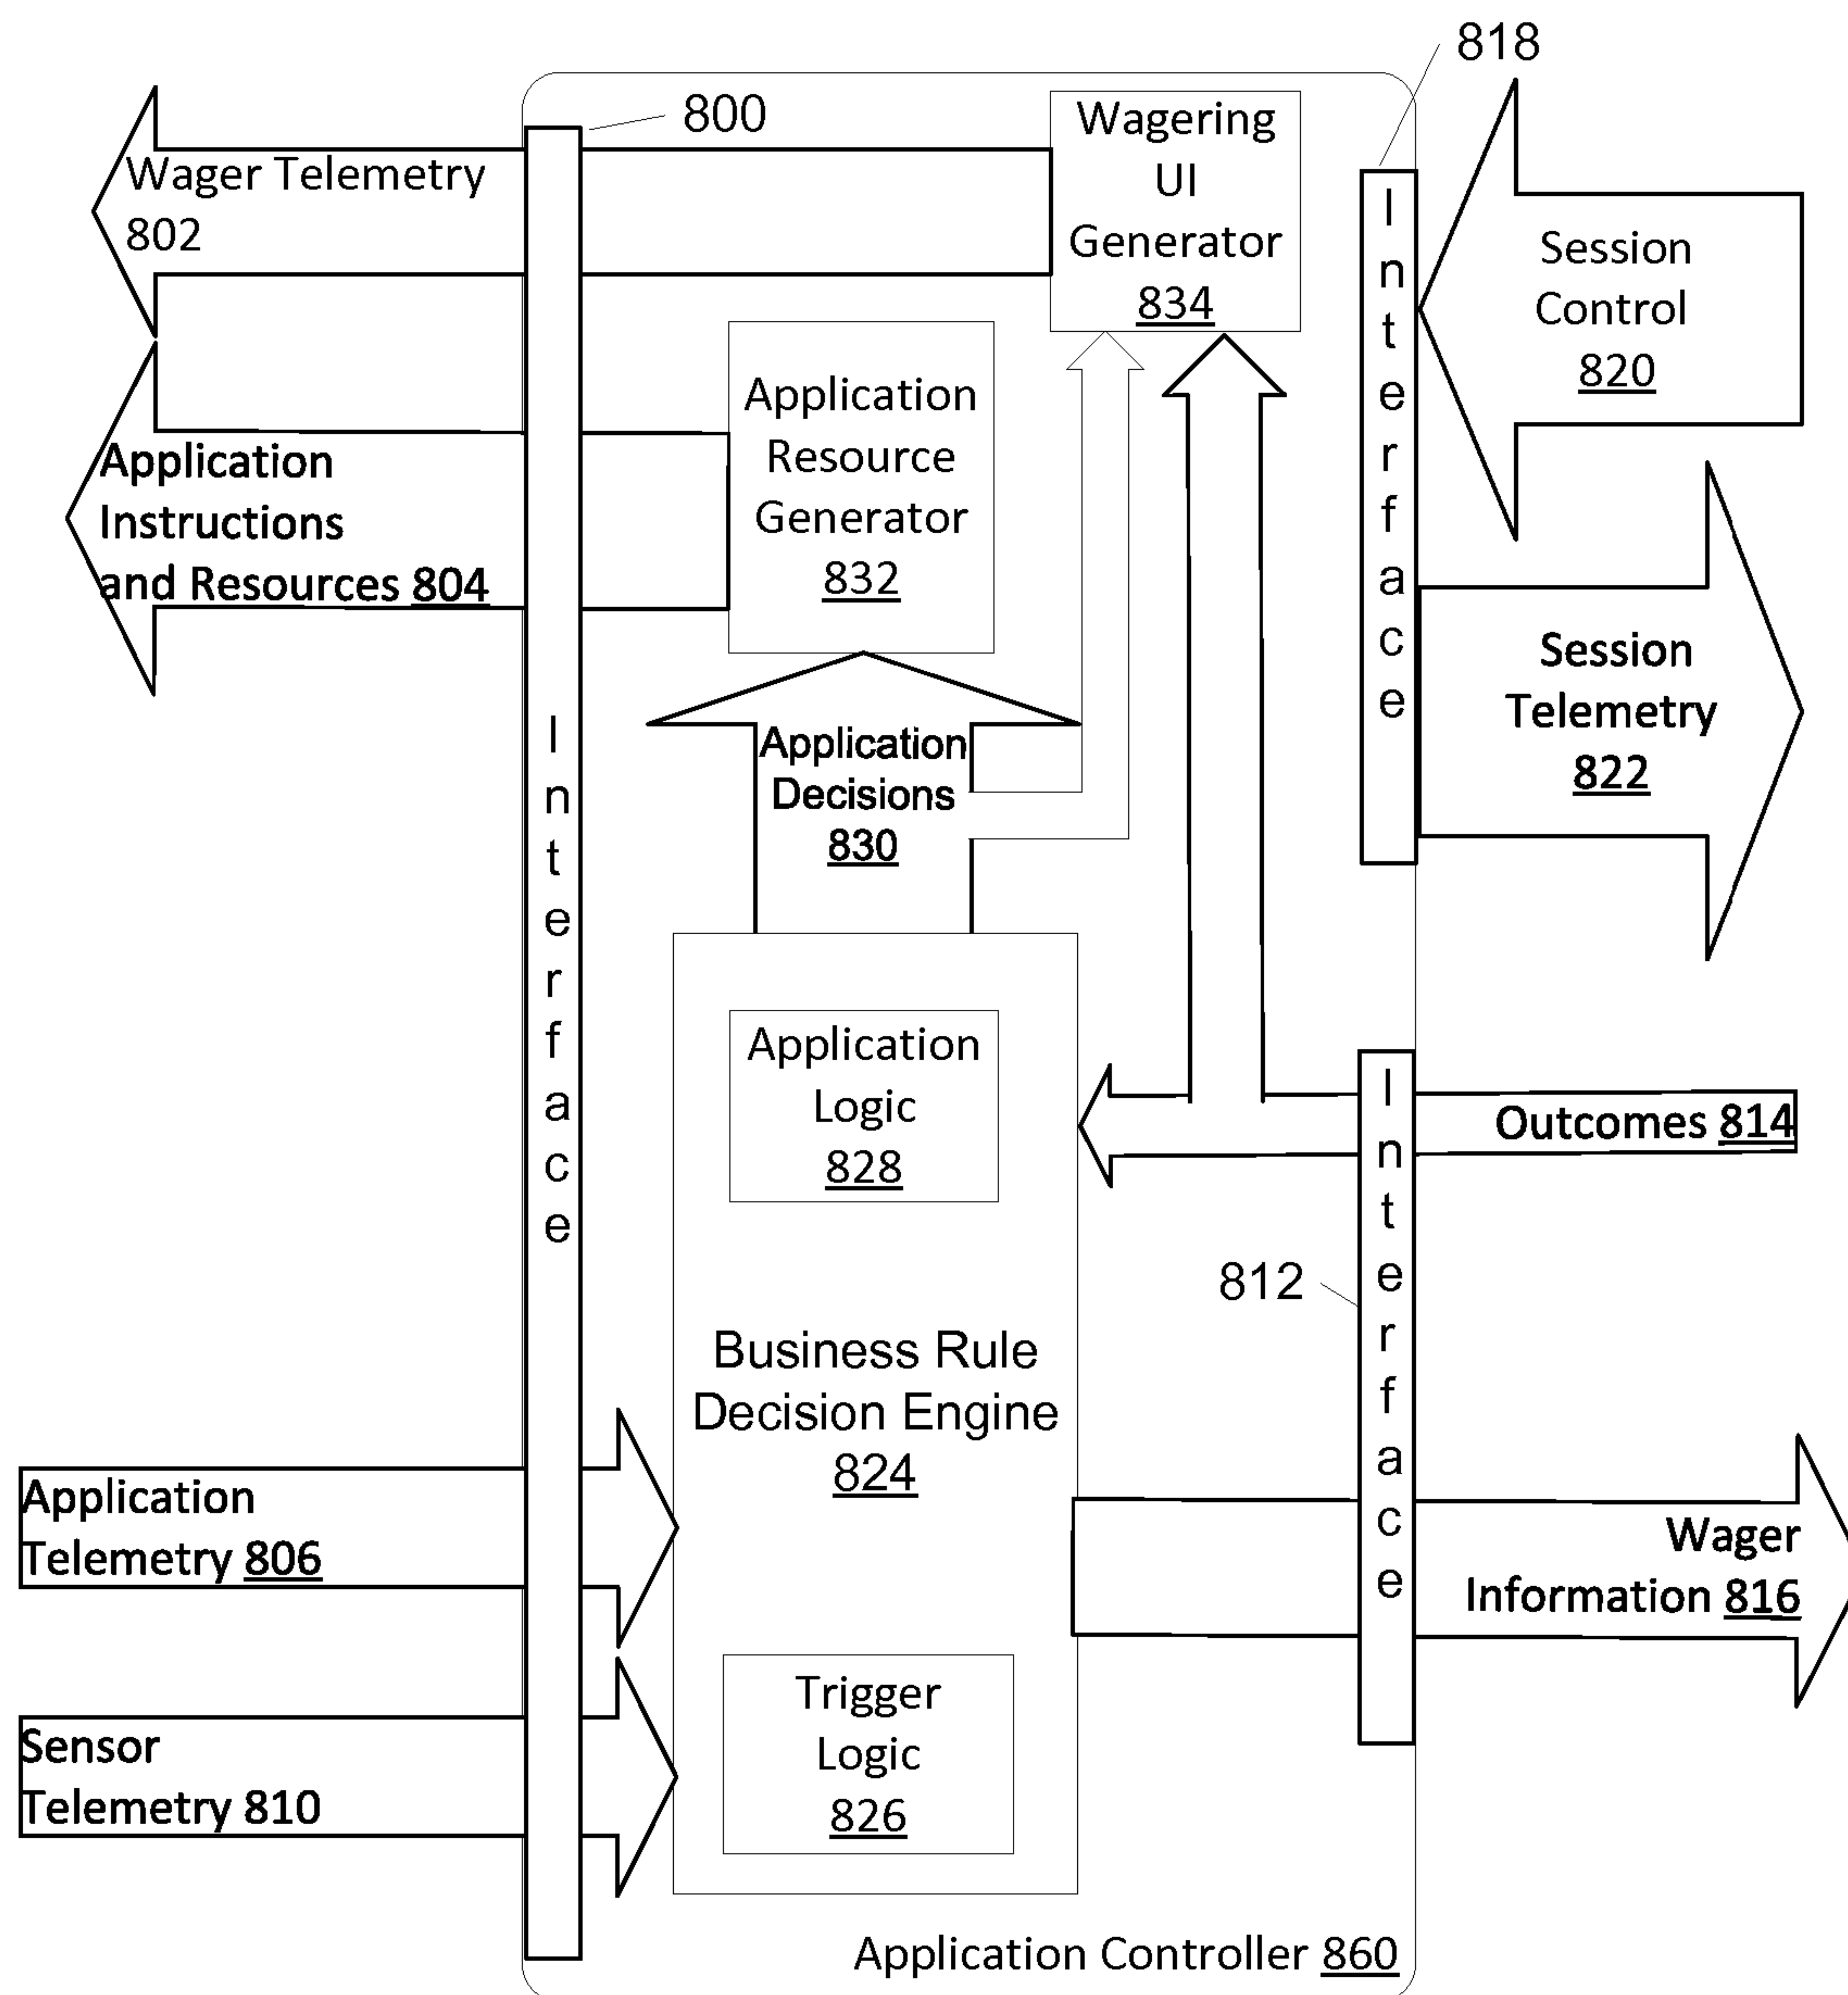 818
800
Wagering
UI
Generator
834
Wager Telemetry
802
Interface
Session
Control
820
Application
Resource
Generator
832
Application
Instructions
and Resources 804
Session
Telemetry
822
Interface
Application
Decisions
830
Application
Logic
828
Interface
Outcomes 814
812
Business Rule
Decision Engine
824
Application
Telemetry 806
Wager
Information 816
Trigger
Logic
826
Sensor
Telemetry 810
Application Controller 860